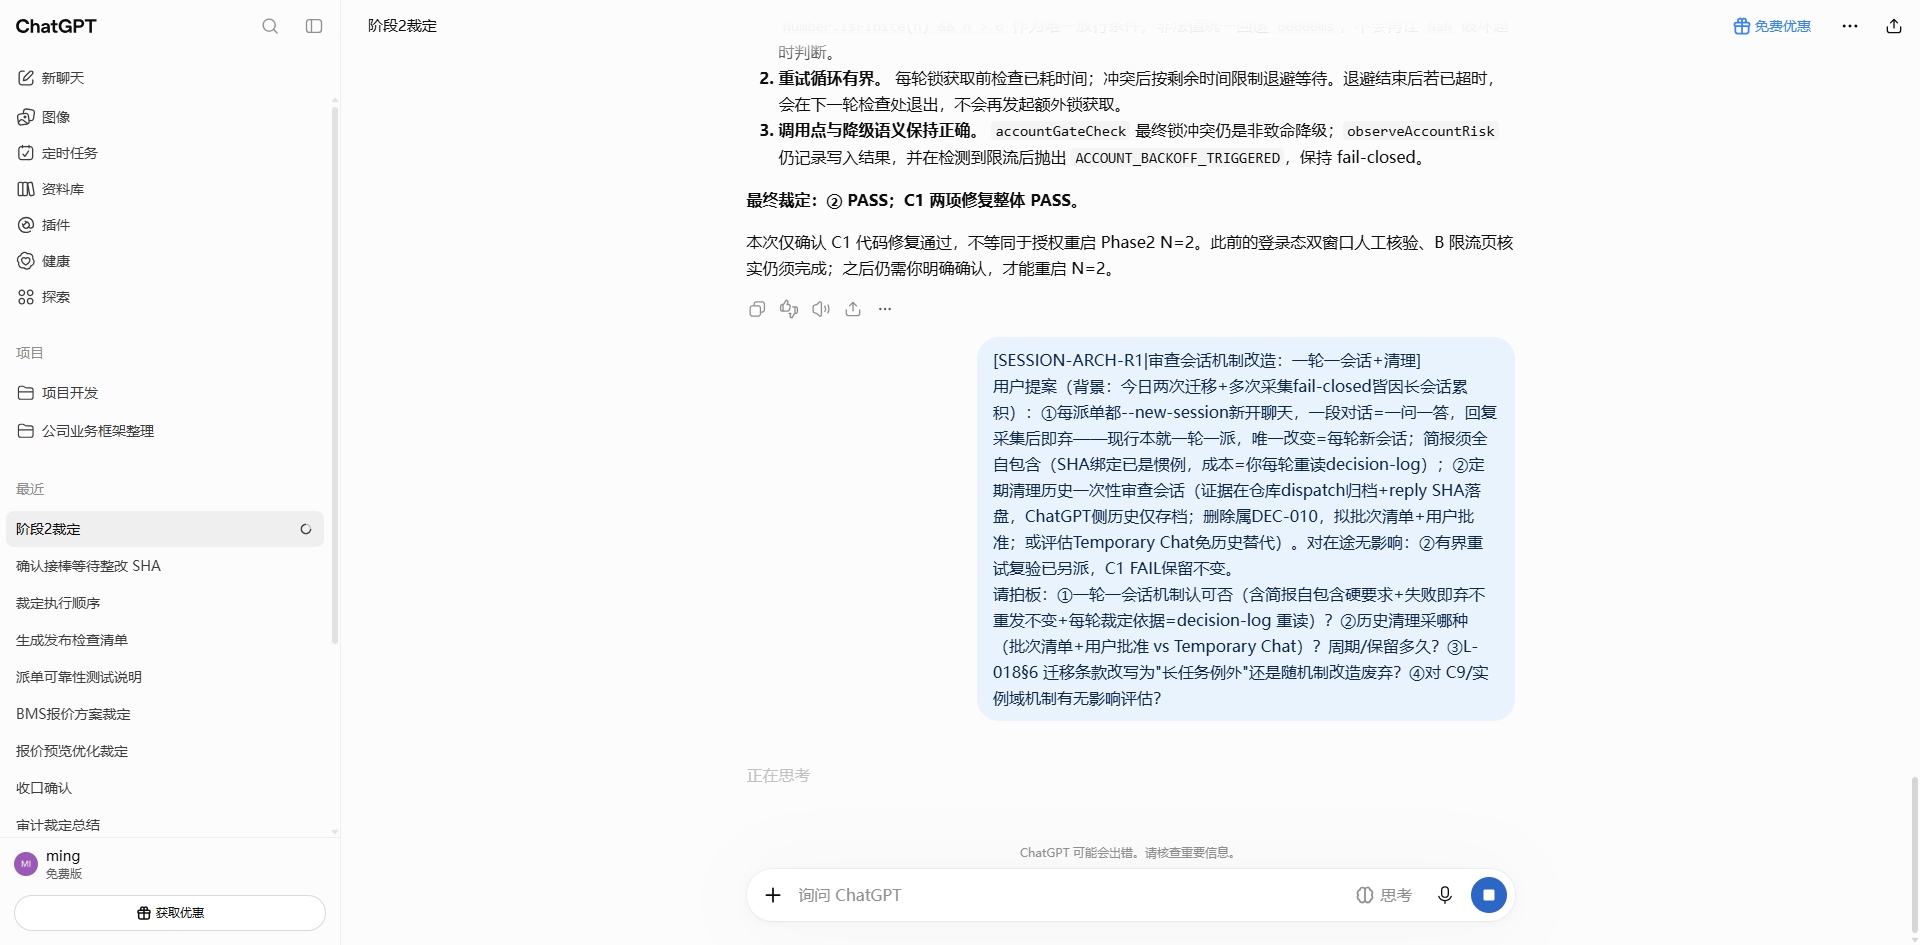 ChatGPT
新聊天
图像
定时任务
资料库
插件
健康
探索
项目
项目开发
公司业务框架整理
最近
阶段2裁定
确认接棒等待整改 SHA
裁定执行顺序
生成发布检查清单
派单可靠性测试说明
BMS报价方案裁定
报价预览优化裁定
收口确认
审计裁定总结
MI
ming
免费版
获取优惠
阶段2裁定
免费优惠
时判断。
2. 重试循环有界。 每轮锁获取前检查已耗时间；冲突后按剩余时间限制退避等待。退避结束后若已超时，
会在下一轮检查处退出，不会再发起额外锁获取。
3. 调用点与降级语义保持正确。 accountGateCheck 最终锁冲突仍是非致命降级；observeAccountRisk
仍记录写入结果，并在检测到限流后抛出 ACCOUNT_BACKOFF_TRIGGERED，保持 fail-closed。
最终裁定：② PASS；C1 两项修复整体 PASS。
本次仅确认 C1 代码修复通过，不等同于授权重启 Phase2 N=2。此前的登录态双窗口人工核验、B 限流页核
实仍须完成；之后仍需你明确确认，才能重启 N=2。
[SESSION-ARCH-R1|审查会话机制改造：一轮一会话+清理]
用户提案（背景：今日两次迁移+多次采集fail-closed皆因长会话累
积）：①每派单都--new-session新开聊天，一段对话=一问一答，回复
采集后即弃——现行本就一轮一派，唯一改变=每轮新会话；简报须全
自包含（SHA绑定已是惯例，成本=你每轮重读decision-log）；②定
期清理历史一次性审查会话（证据在仓库dispatch归档+reply SHA落
盘，ChatGPT侧历史仅存档；删除属DEC-010，拟批次清单+用户批
准；或评估Temporary Chat免历史替代）。对在途无影响：②有界重
试复验已另派，C1 FAIL保留不变。
请拍板：①一轮一会话机制认可否（含简报自包含硬要求+失败即弃不
重发不变+每轮裁定依据=decision-log 重读）？②历史清理采哪种
（批次清单+用户批准 vs Temporary Chat）？周期/保留多久？③L-
018§6 迁移条款改写为"长任务例外"还是随机制改造废弃？④对 C9/实
例域机制有无影响评估？
正在思考
ChatGPT 可能会出错。请核查重要信息。
询问 ChatGPT
思考